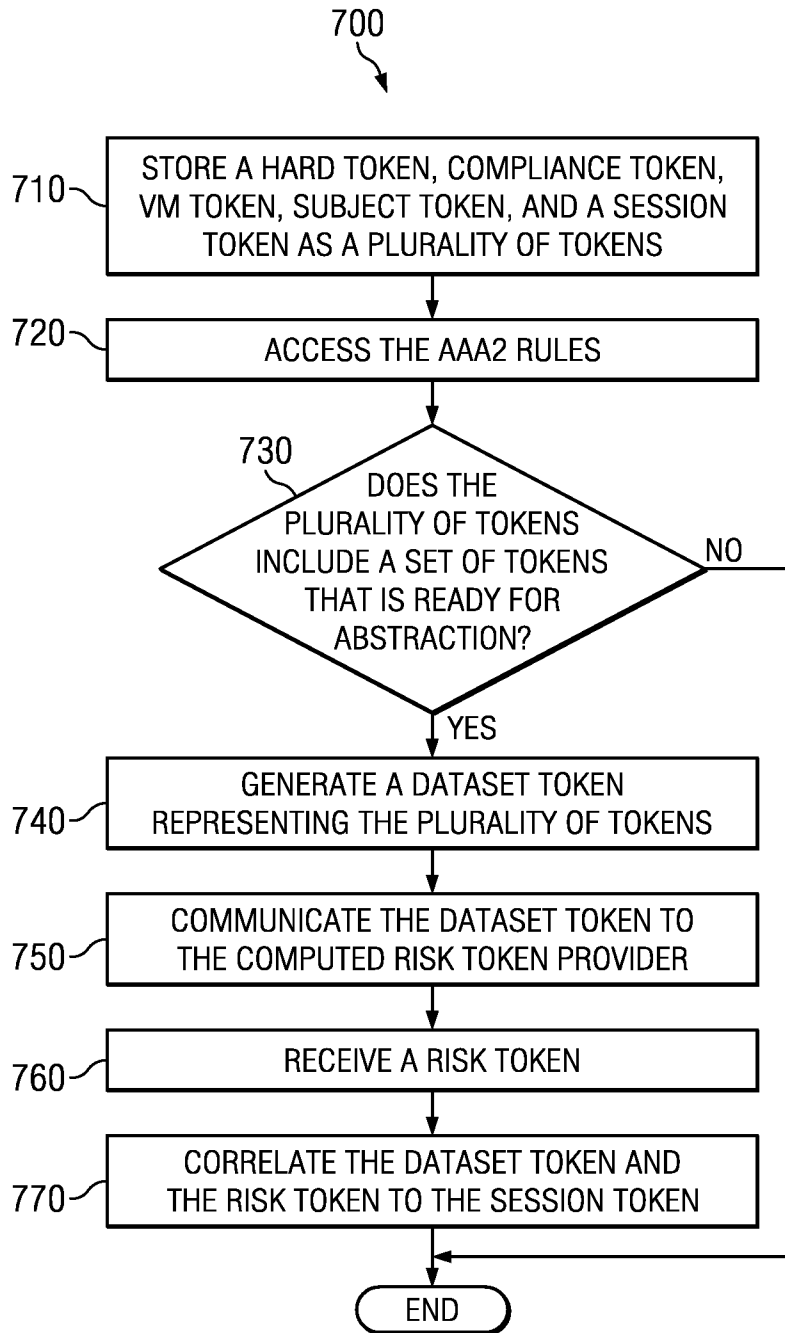 700
710
STORE A HARD TOKEN, COMPLIANCE TOKEN,
VM TOKEN, SUBJECT TOKEN, AND A SESSION
TOKEN AS A PLURALITY OF TOKENS
720
ACCESS THE AAA2 RULES
730
DOES THE
PLURALITY OF TOKENS
INCLUDE A SET OF TOKENS
THAT IS READY FOR
ABSTRACTION?
NO
YES
740
GENERATE A DATASET TOKEN
REPRESENTING THE PLURALITY OF TOKENS
750
COMMUNICATE THE DATASET TOKEN TO
THE COMPUTED RISK TOKEN PROVIDER
760
RECEIVE A RISK TOKEN
770
CORRELATE THE DATASET TOKEN AND
THE RISK TOKEN TO THE SESSION TOKEN
END